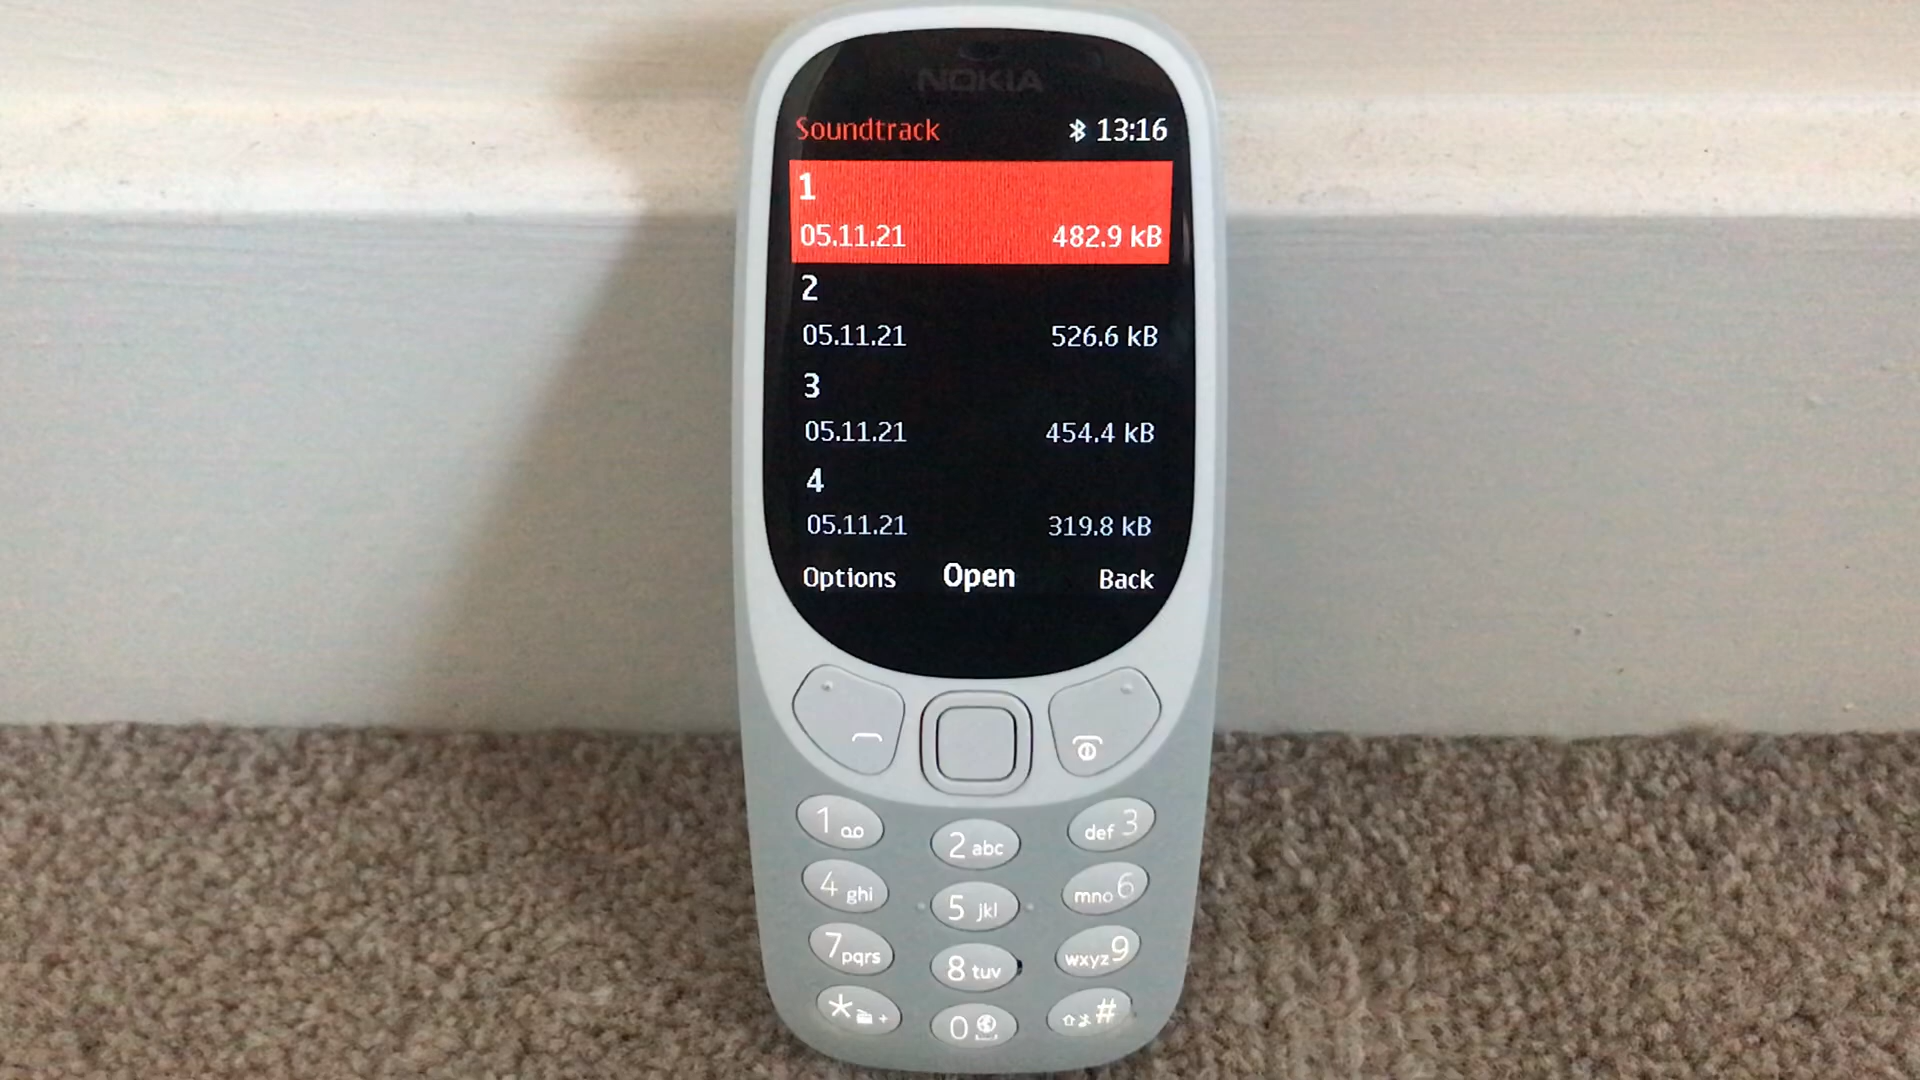 NOKIA
Soundtrack 13:16
1
05.11.21 482.9 kB
2
05.11.21 526.6 kB
3
05.11.21 454.4 kB
4
05.11.21 319.8 kB
Options Open Back
1 2 abc def 3
4 ghi 5 jkl mno 6
7 pqrs 8 tuv wxyz 9
* + 0 #